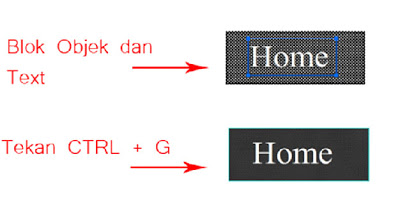 Blok Objek dan
Text
Home
Tekan CTRL + G
Home